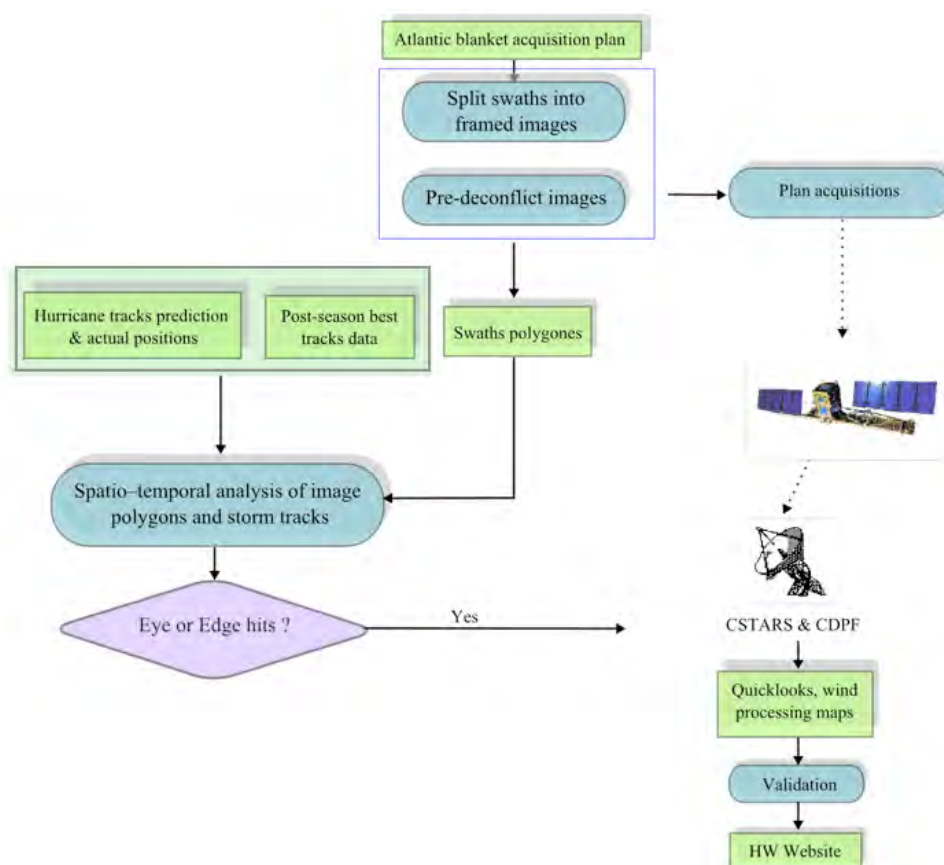 Atlantic blanket acquisition plan
Split swaths into
framed images
Pre-deconflict images
Plan acquisitions
Hurricane tracks prediction
& actual positions
Post-season best
tracks data
Swaths polygones
Spatio–temporal analysis of image
polygons and storm tracks
Eye or Edge hits ?
Yes
CSTARS & CDPF
Quicklooks, wind
processing maps
Validation
HW Website